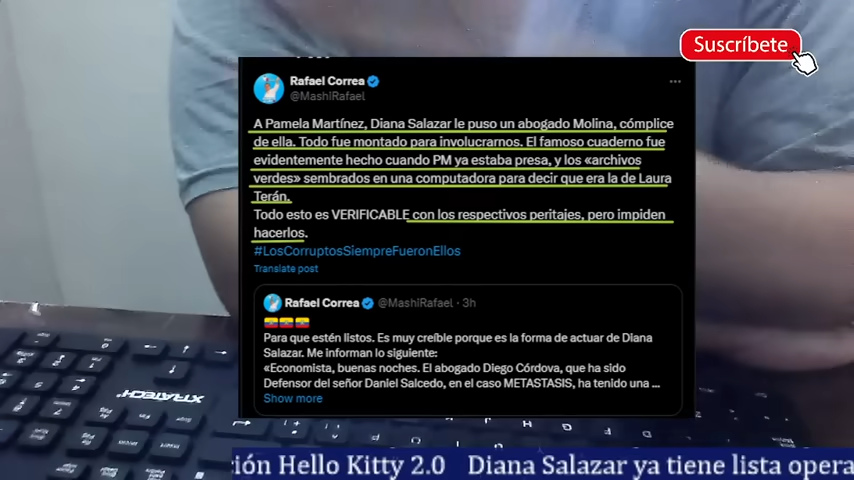 Suscríbete
Rafael Correa
@MashiRafael
A Pamela Martínez, Diana Salazar le puso un abogado Molina, cómplice
de ella. Todo fue montado para involucrarnos. El famoso cuaderno fue
evidentemente hecho cuando PM ya estaba presa, y los «archivos
verdes» sembrados en una computadora para decir que era la de Laura
Terán.
Todo esto es VERIFICABLE con los respectivos peritajes, pero impiden
hacerlos.
#LosCorruptosSiempreFueronEllos
Translate post
Rafael Correa @MashiRafael · 3h
Para que estén listos. Es muy creíble porque es la forma de actuar de Diana
Salazar. Me informan lo siguiente:
«Economista, buenas noches. El abogado Diego Córdova, que ha sido
Defensor del señor Daniel Salcedo, en el caso METASTASIS, ha tenido una ...
Show more
XTRATECH
ión Hello Kitty 2.0 Diana Salazar ya tiene lista opera